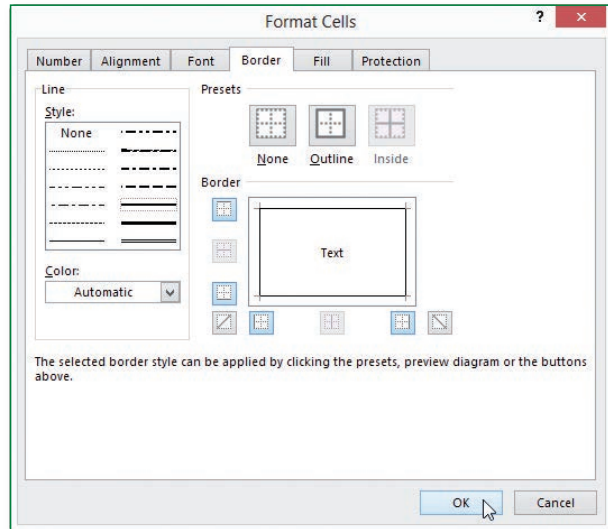 Format Cells
?
×
Number Alignment Font Border Fill Protection
Line
Presets
Style:
None
None Outline Inside
Border
Text
Color:
Automatic
The selected border style can be applied by clicking the presets, preview diagram or the buttons
above.
OK Cancel